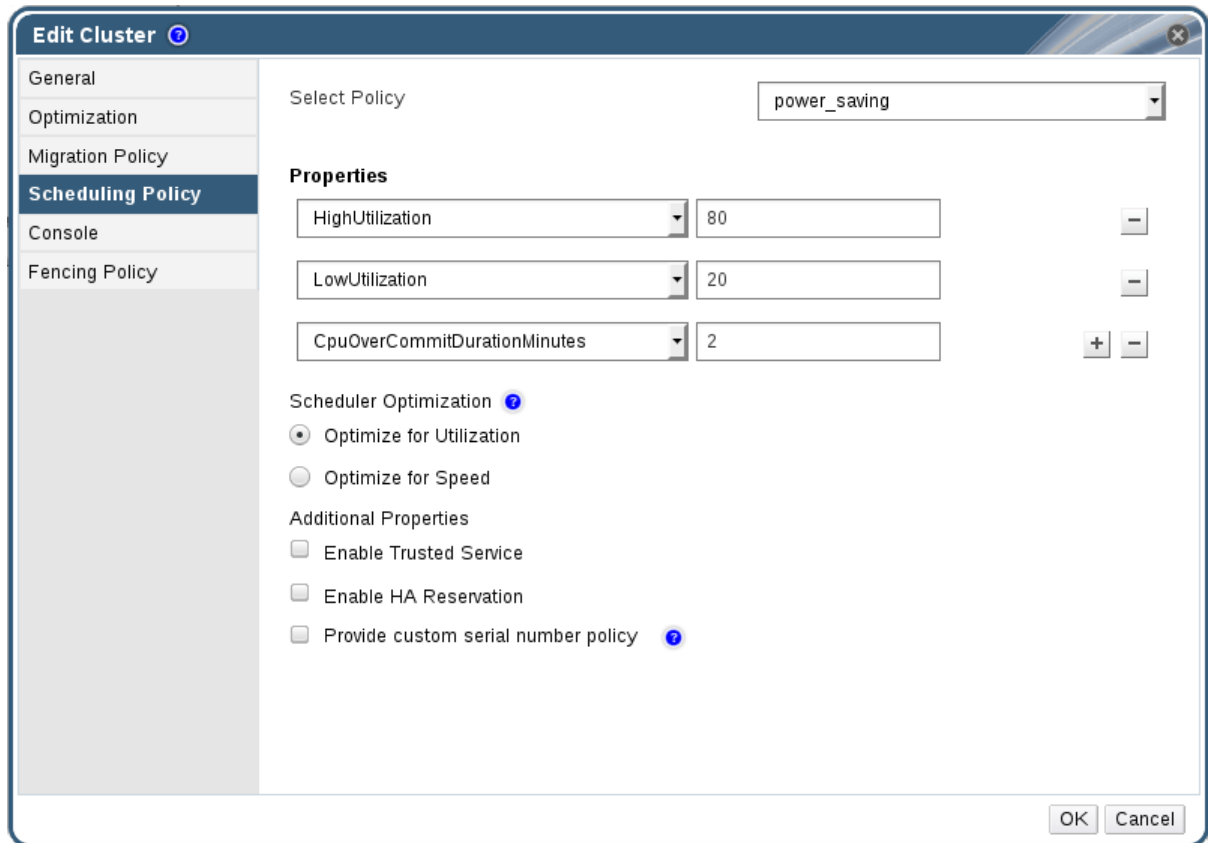 Edit Cluster ?
General
Optimization
Migration Policy
Scheduling Policy
Console
Fencing Policy
Select Policy power_saving
Properties
HighUtilization 80
LowUtilization 20
CpuOverCommitDurationMinutes 2
Scheduler Optimization ?
Optimize for Utilization
Optimize for Speed
Additional Properties
Enable Trusted Service
Enable HA Reservation
Provide custom serial number policy ?
OK Cancel